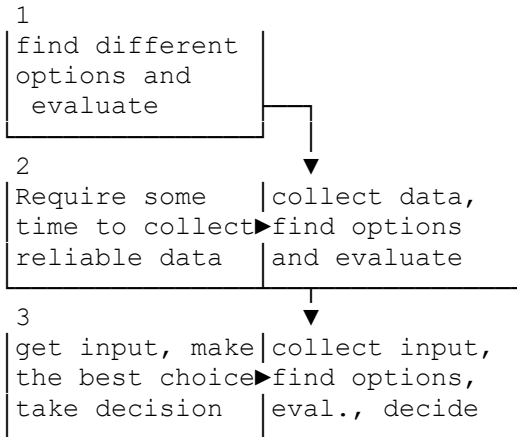 1
find different
options and
evaluate
2
Require some collect data,
time to collect►find options
reliable data and evaluate
3
get input, make collect input,
the best choice►find options,
take decision eval., decide